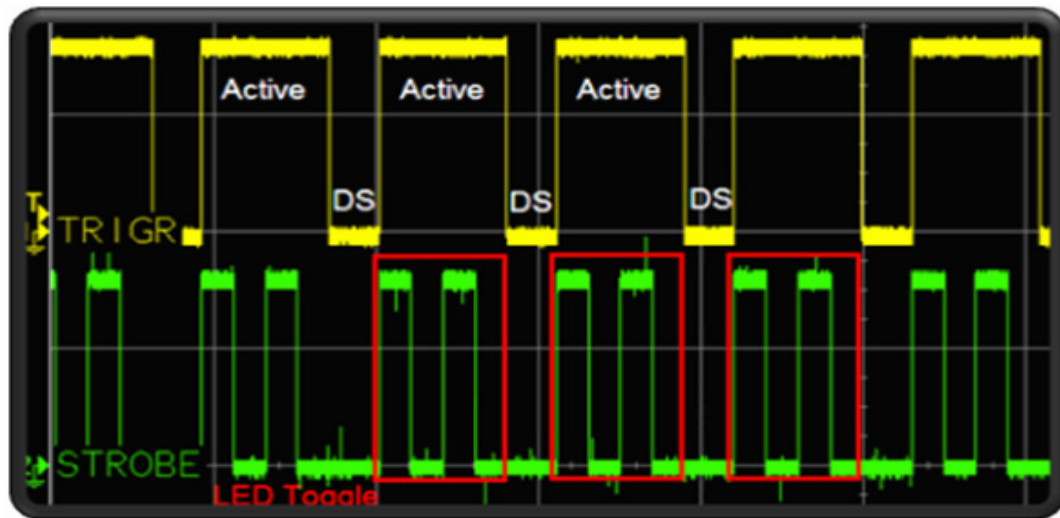 Active Active Active
DS DS DS
T
TRIGR
STROBE
LED Toggle